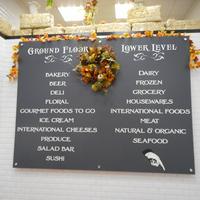 Ground Floor
BAKERY
BEER
DELI
FLORAL
GOURMET FOODS TO GO
ICE CREAM
INTERNATIONAL CHEESES
PRODUCE
SALAD BAR
SUSHI
Lower Level
DAIRY
FROZEN
GROCERY
HOUSEWARES
INTERNATIONAL FOODS
MEAT
NATURAL & ORGANIC
SEAFOOD